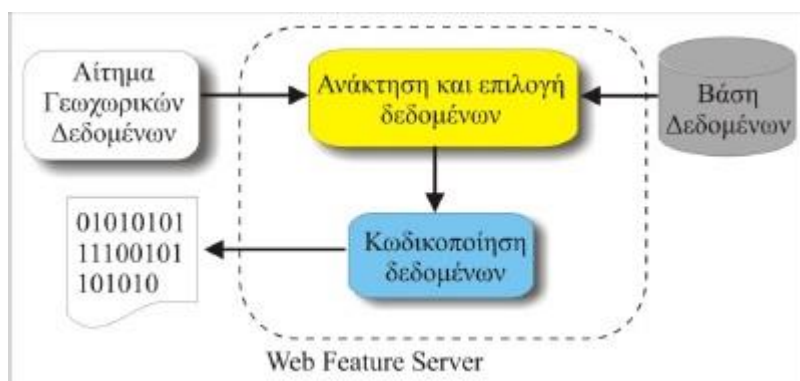 Αίτημα
Γεωχωρικών
Δεδομένων
Ανάκτηση και επιλογή
δεδομένων
Βάση
Δεδομένων
01010101
11100101
101010
Κωδικοποίηση
δεδομένων
Web Feature Server